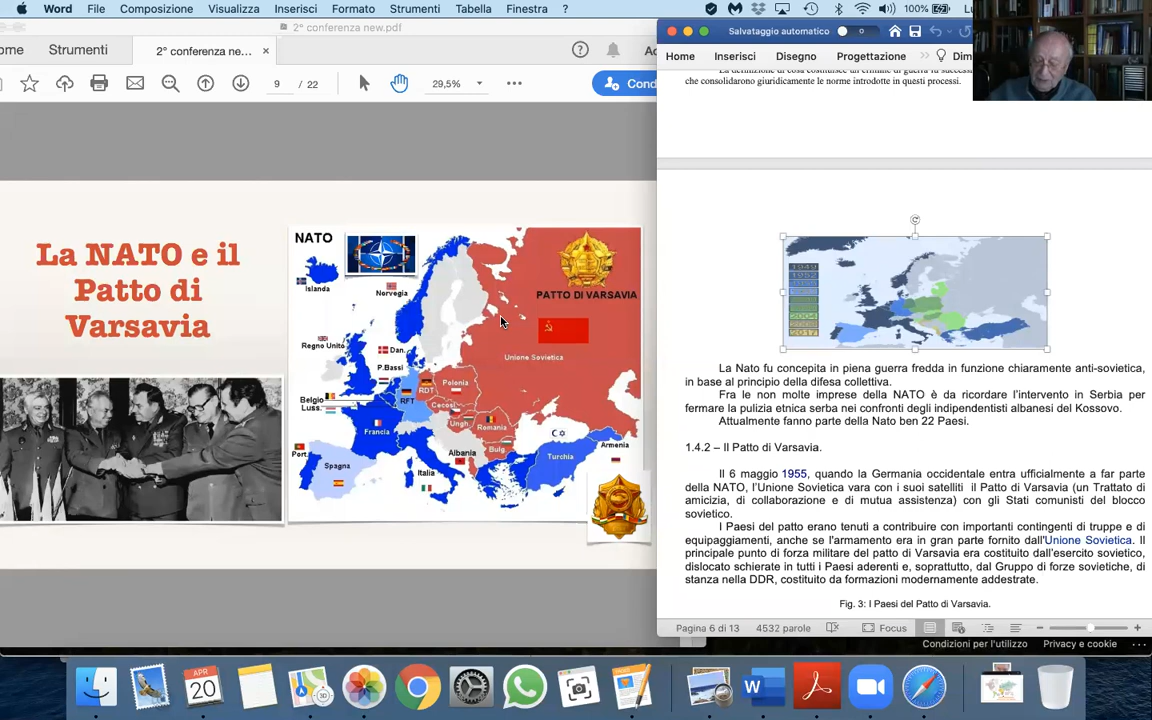 Word File Composizione Visualizza Inserisci Formato Strumenti Tabella Finestra ? 100%
2° conferenza new.pdf
Strumenti 2° conferenza ne... ×
9 / 22 29,5%
La NATO e il
Patto di
Varsavia
NATO
PATTO DI VARSAVIA
Islanda
Norvegia
Regno Unito
Dan.
P.Bassi
Unione Sovietica
Belgio
Luss.
RFT
RDT
Polonia
Cecosl.
Ungh.
Romania
Francia
Bulg.
Port.
Spagna
Italia
Albania
Turchia
Armenia
Salvataggio automatico
Home Inserisci Disegno Progettazione
che consolidarono giuridicamente le norme introdotte in questi processi.
1949
1952
2004
2017
La Nato fu concepita in piena guerra fredda in funzione chiaramente anti-sovietica,
in base al principio della difesa collettiva.
Fra le non molte imprese della NATO è da ricordare l'intervento in Serbia per
fermare la pulizia etnica serba nei confronti degli indipendentisti albanesi del Kossovo.
Attualmente fanno parte della Nato ben 22 Paesi.
1.4.2 – Il Patto di Varsavia.
Il 6 maggio 1955, quando la Germania occidentale entra ufficialmente a far parte
della NATO, l'Unione Sovietica vara con i suoi satelliti il Patto di Varsavia (un Trattato di
amicizia, di collaborazione e di mutua assistenza) con gli Stati comunisti del blocco
sovietico.
I Paesi del patto erano tenuti a contribuire con importanti contingenti di truppe e di
equipaggiamenti, anche se l'armamento era in gran parte fornito dall'Unione Sovietica. Il
principale punto di forza militare del patto di Varsavia era costituito dall'esercito sovietico,
dislocato schierate in tutti i Paesi aderenti e, soprattutto, dal Gruppo di forze sovietiche, di
stanza nella DDR, costituito da formazioni modernamente addestrate.
Fig. 3: I Paesi del Patto di Varsavia.
Pagina 6 di 13 4532 parole Focus
Condizioni per l'utilizzo Privacy e cookie
APR
20
3D